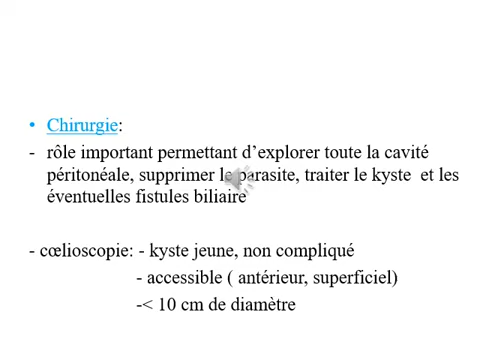 • Chirurgie:
- rôle important permettant d’explorer toute la cavité
péritonéale, supprimer le parasite, traiter le kyste et les
éventuelles fistules biliaire
- cœlioscopie: - kyste jeune, non compliqué
- accessible ( antérieur, superficiel)
-< 10 cm de diamètre